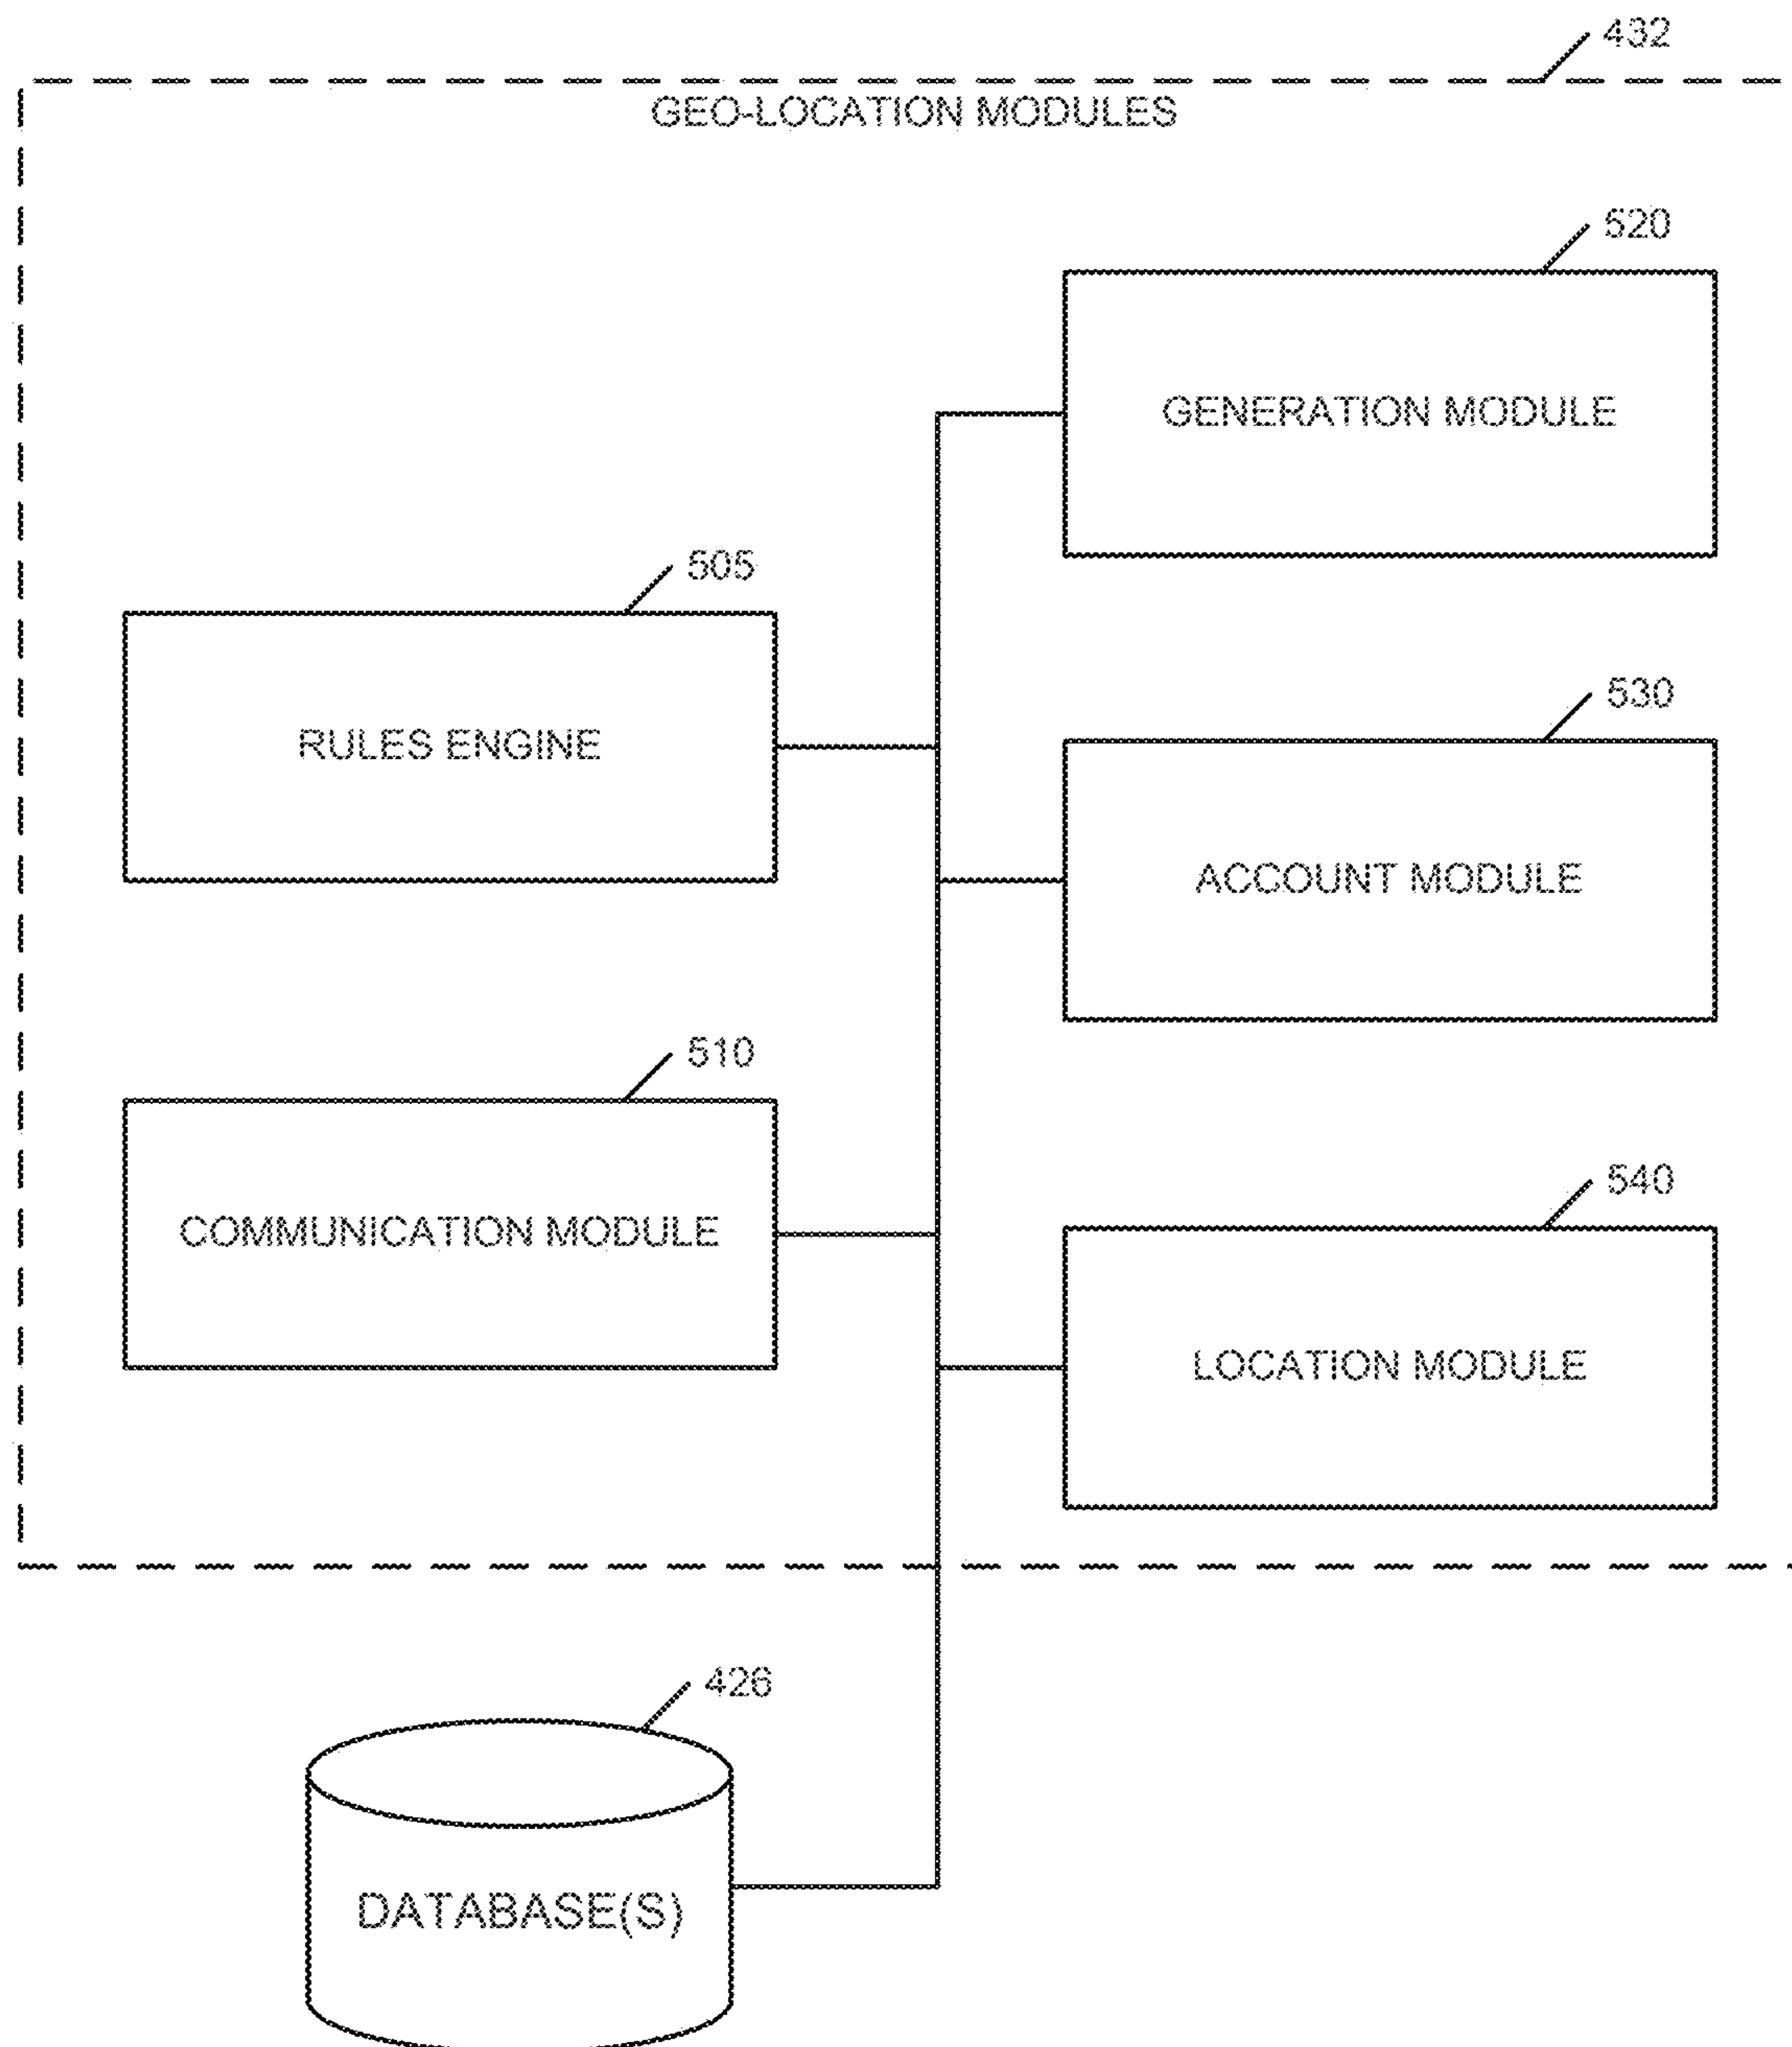 432
GEO-LOCATION MODULES
520
GENERATION MODULE
505
RULES ENGINE
530
ACCOUNT MODULE
510
COMMUNICATION MODULE
540
LOCATION MODULE
426
DATABASE(S)